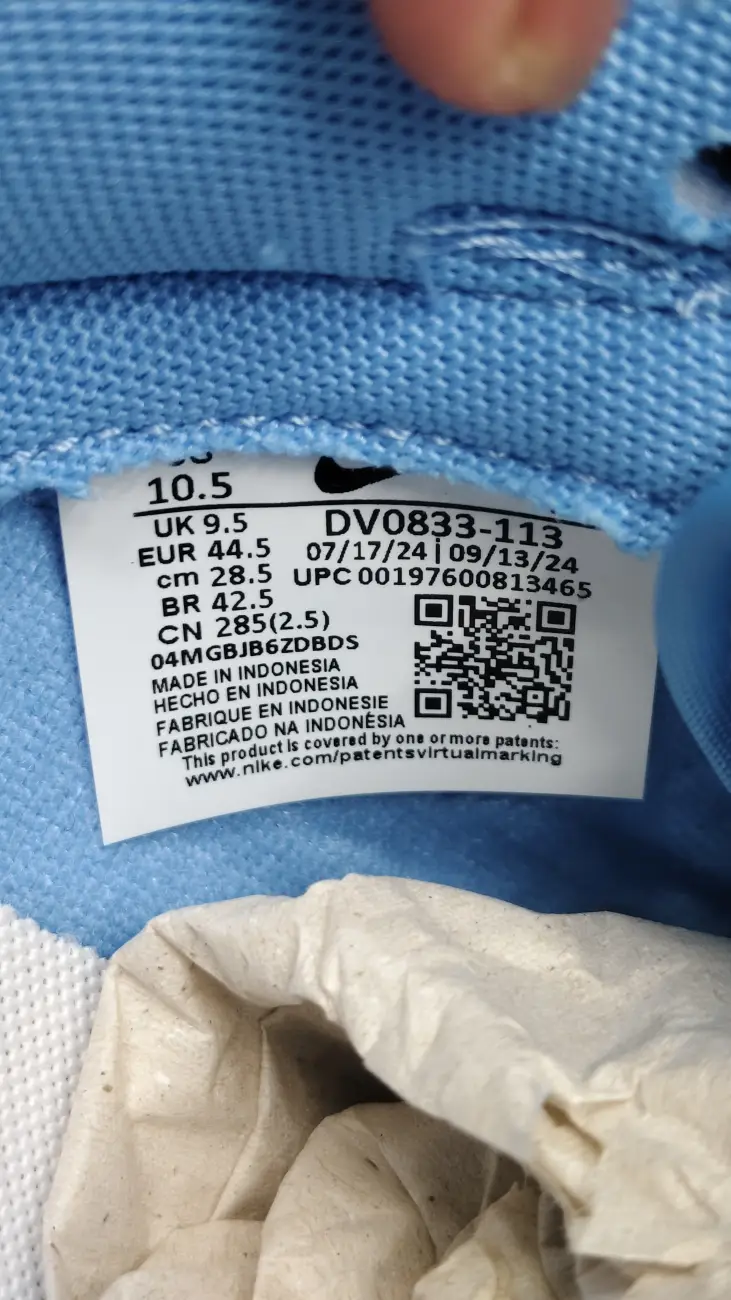 10.5
UK 9.5
EUR 44.5
cm 28.5
BR 42.5
CN 285(2.5)
04MGBJB6ZDBDS
DV0833-113
07/17/24 | 09/13/24
UPC 00197600813465
MADE IN INDONESIA
HECHO EN INDONESIA
FABRIQUE EN INDONESIE
FABRICADO NA INDONÉSIA
This product is covered by one or more patents:
www.nike.com/patentsvirtualmarking